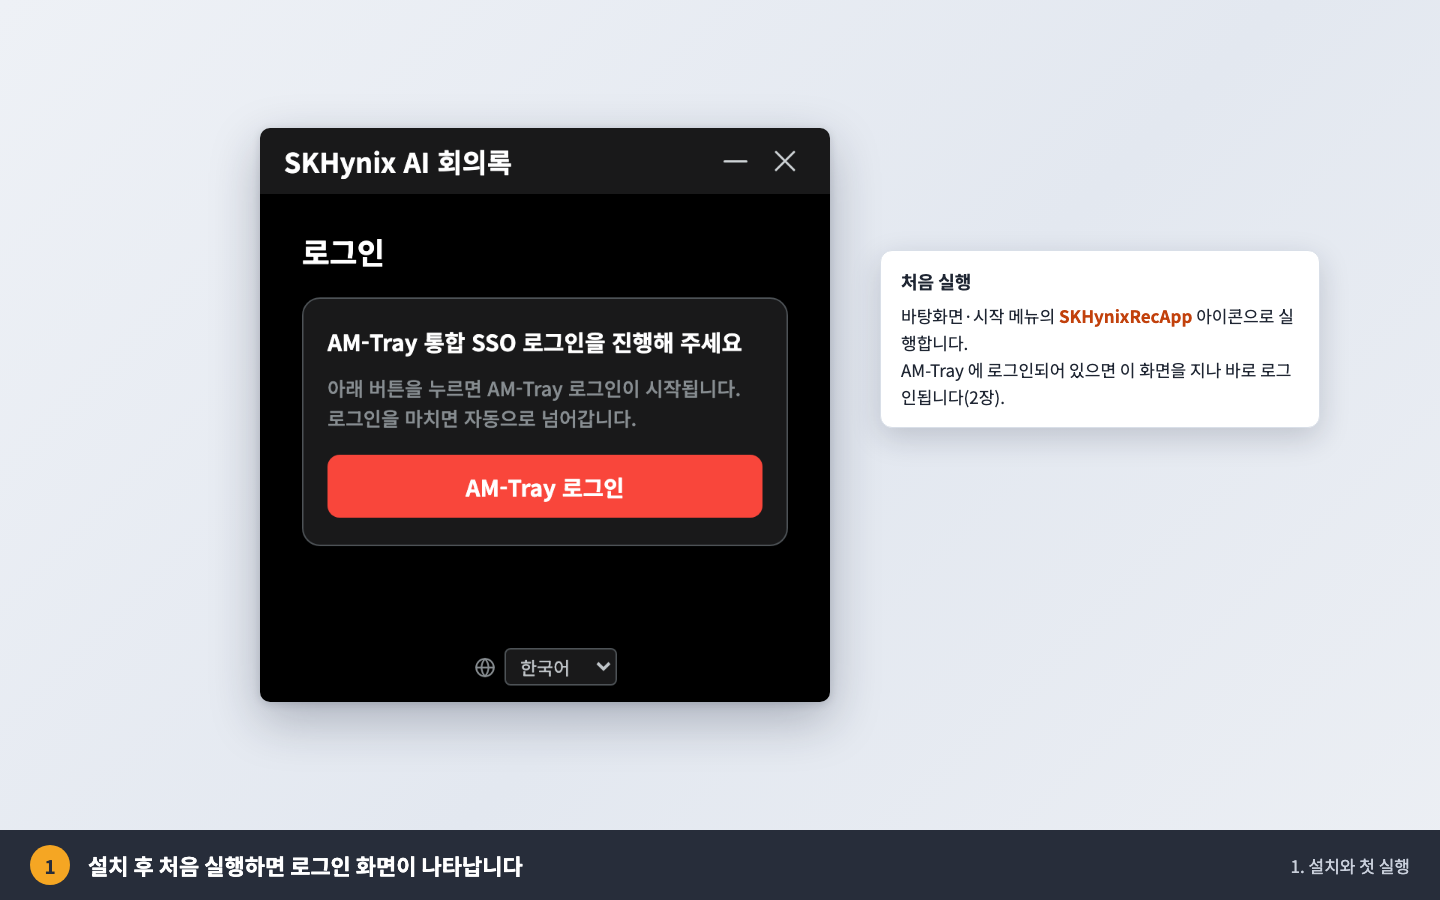 SKHynix AI 회의록
로그인
AM-Tray 통합 SSO 로그인을 진행해 주세요
아래 버튼을 누르면 AM-Tray 로그인이 시작됩니다.
로그인을 마치면 자동으로 넘어갑니다.
AM-Tray 로그인
한국어
처음 실행
바탕화면·시작 메뉴의 SKHynixRecApp 아이콘으로 실
행합니다.
AM-Tray 에 로그인되어 있으면 이 화면을 지나 바로 로그
인됩니다(2장).
1 설치 후 처음 실행하면 로그인 화면이 나타납니다
1. 설치와 첫 실행